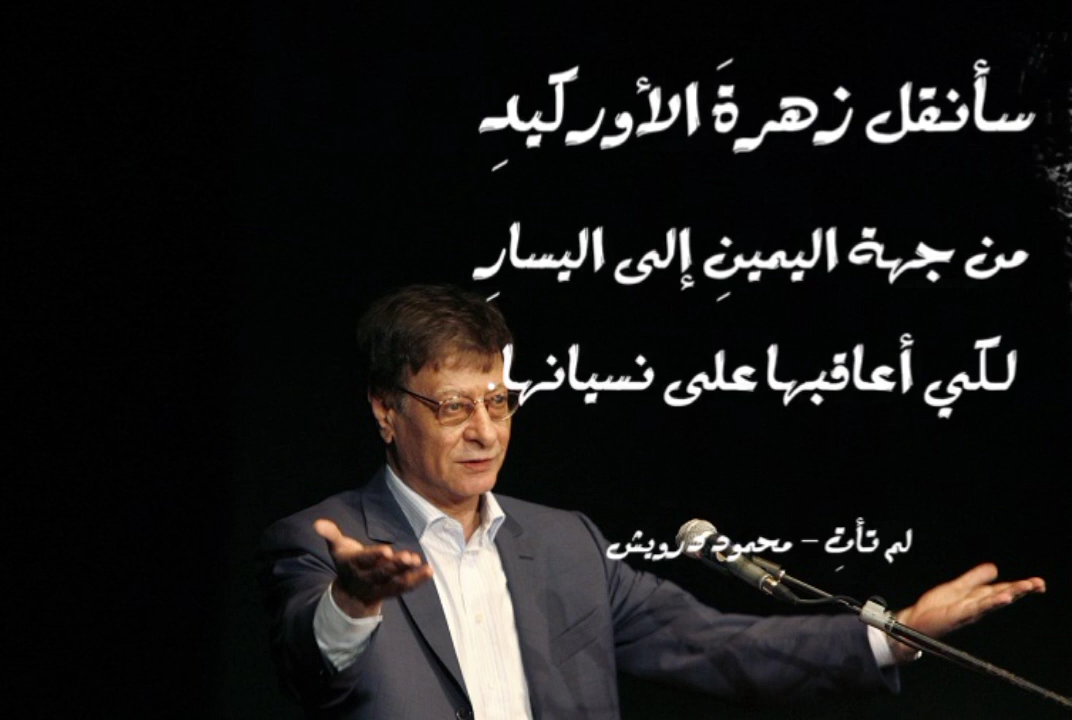 سأنقل زهرةَ الأوركيدِ
من جهة اليمينِ إلى اليسارِ
لكي أعاقبها على نسيانها.
لم تأتِ – محمود درويش